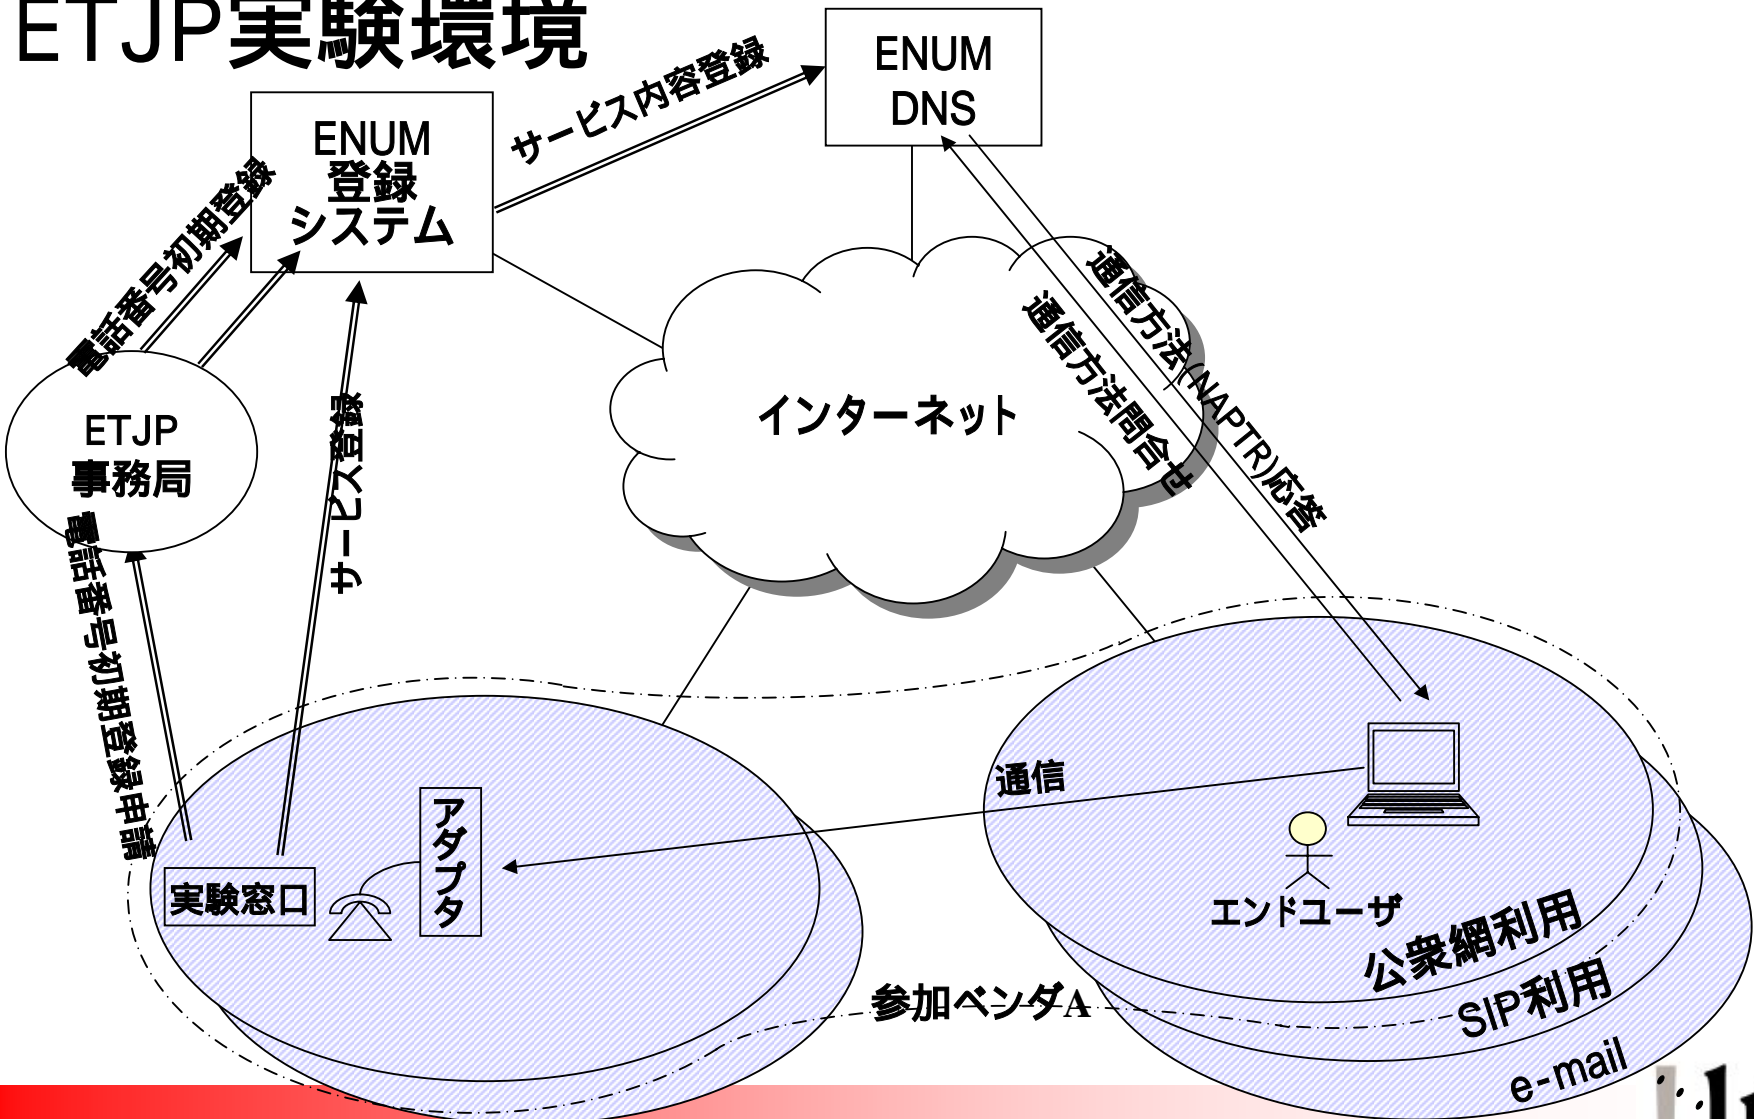 ETJP実験環境
ENUM
DNS
サービス内容登録
ENUM
登録
システム
電話番号初期登録
通信方法(NAPTR)応答
通信方法問合せ
インターネット
サービス登録
ETJP
事務局
電話番号初期登録申請
通信
アダプタ
実験窓口
エンドユーザ
公衆網利用
SIP利用
e-mail
参加ベンダA